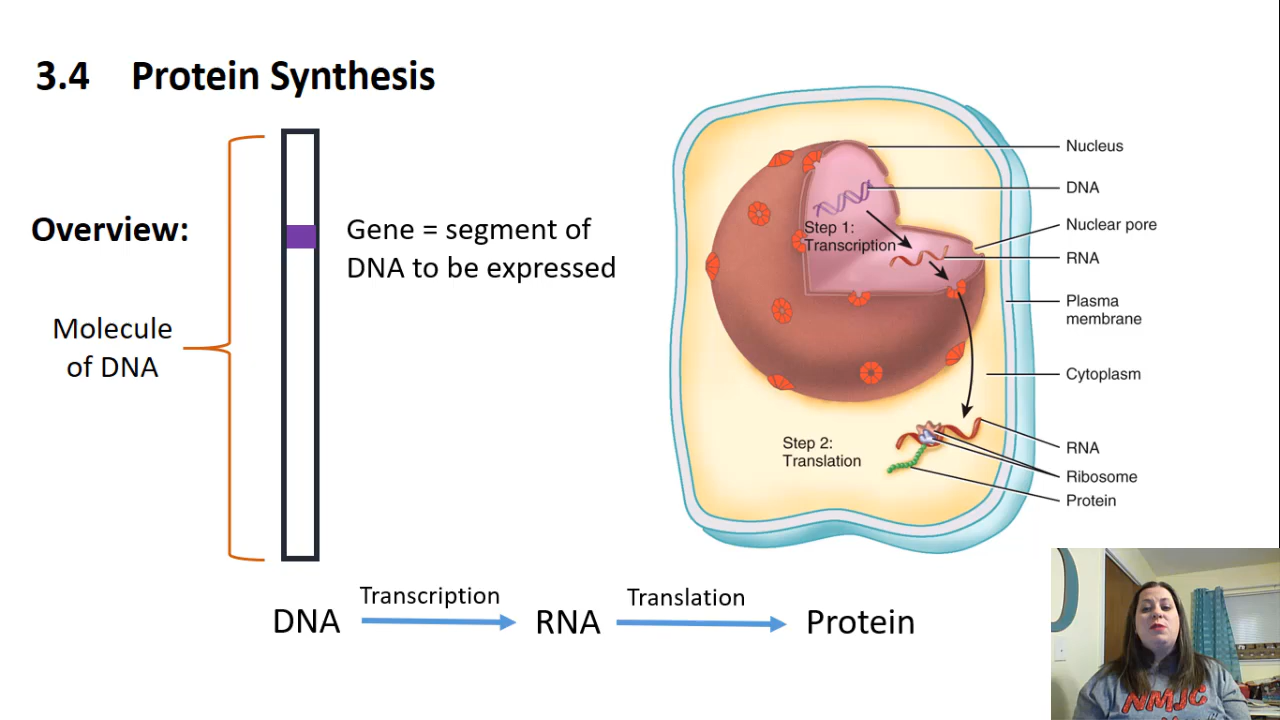 3.4 Protein Synthesis
Overview:
Gene = segment of
DNA to be expressed
Molecule
of DNA
Nucleus
DNA
Nuclear pore
RNA
Plasma
membrane
Cytoplasm
RNA
Ribosome
Protein
Step 1:
Transcription
Step 2:
Translation
Transcription
Translation
DNA
RNA
Protein
NMJC